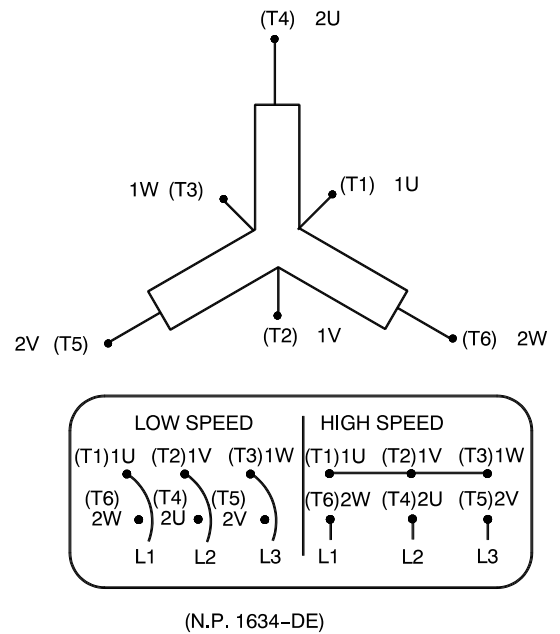 (T4) 2U
1W (T3)
(T1) 1U
2V (T5)
(T2) 1V
(T6) 2W
LOW SPEED
HIGH SPEED
(T1)1U (T2)1V (T3)1W
(T1)1U (T2)1V (T3)1W
(T6) (T4) (T5)
2W 2U 2V
(T6)2W (T4)2U (T5)2V
L1 L2 L3
L1 L2 L3
(N.P. 1634-DE)